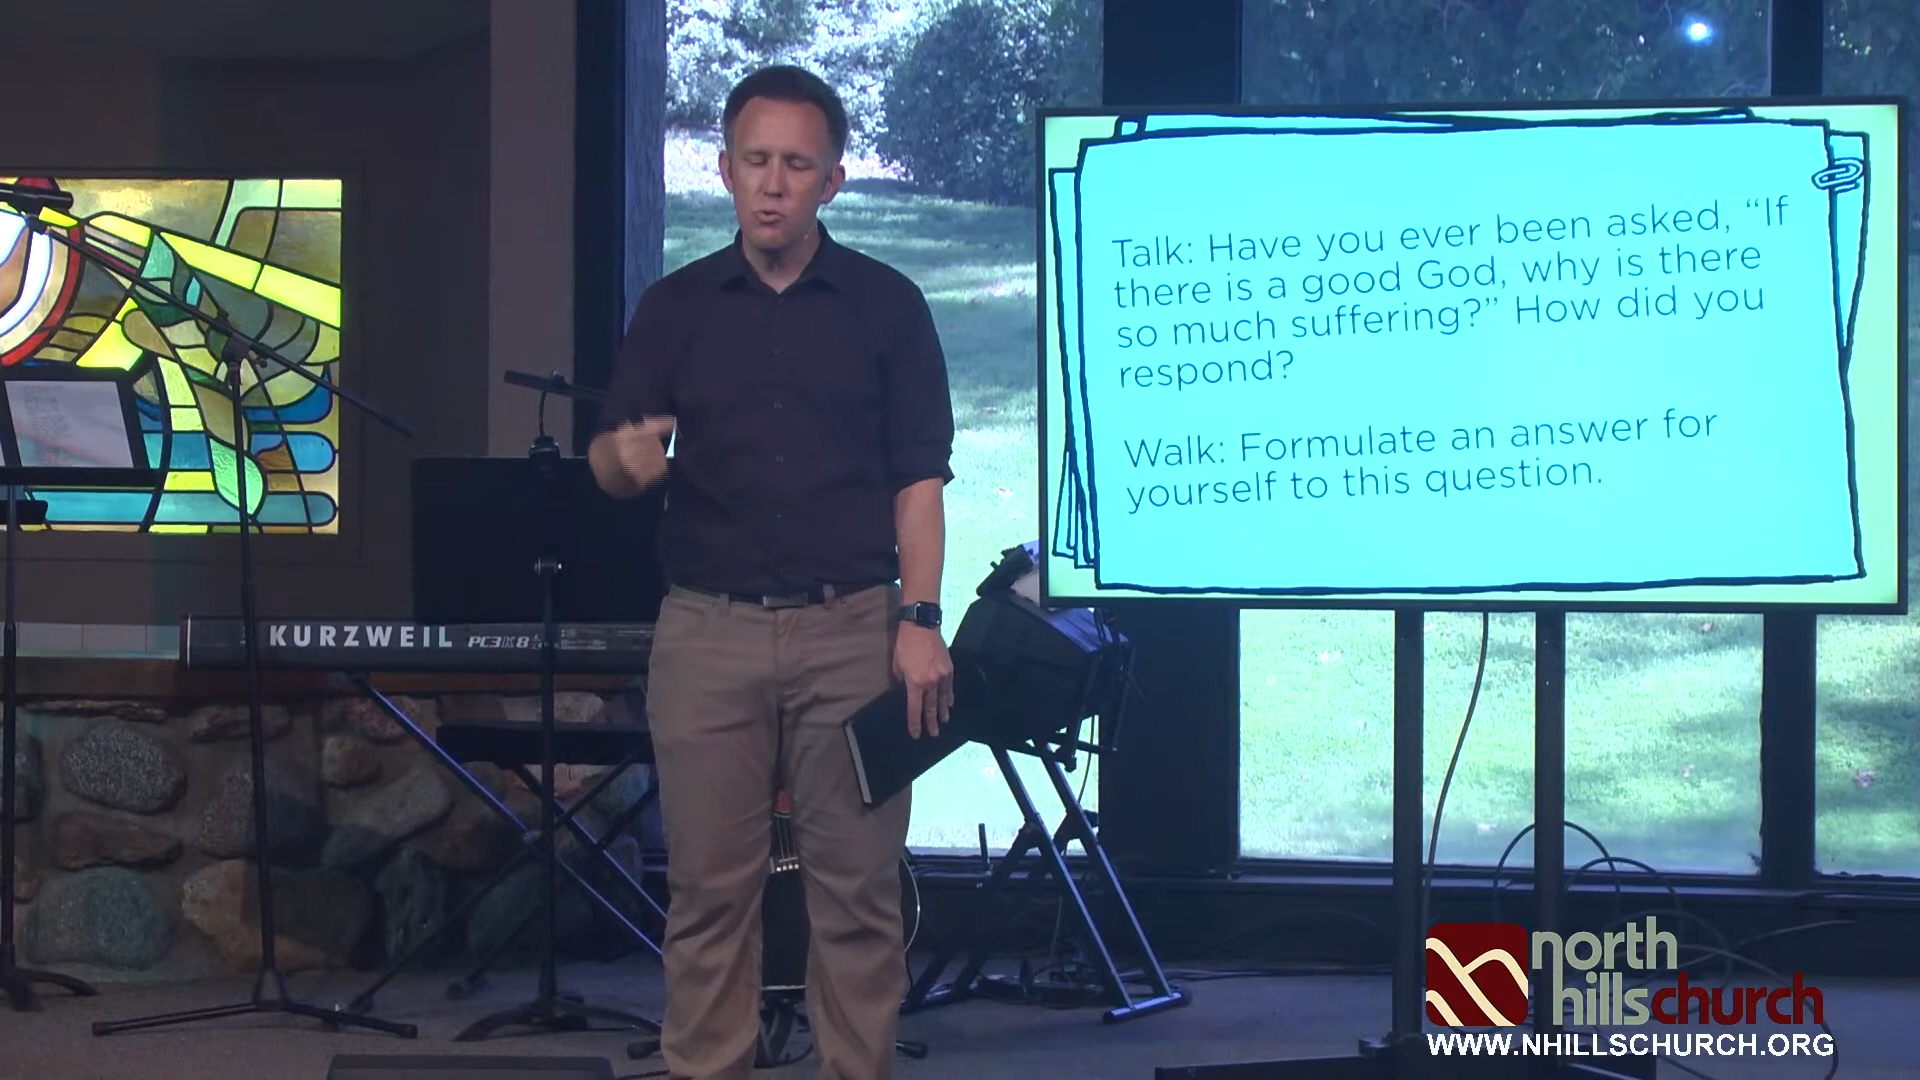 Talk: Have you ever been asked, “If
there is a good God, why is there
so much suffering?” How did you
respond?
Walk: Formulate an answer for
yourself to this question.
KURZWEIL PC3K8
north
hillschurch
WWW.NHILLSCHURCH.ORG